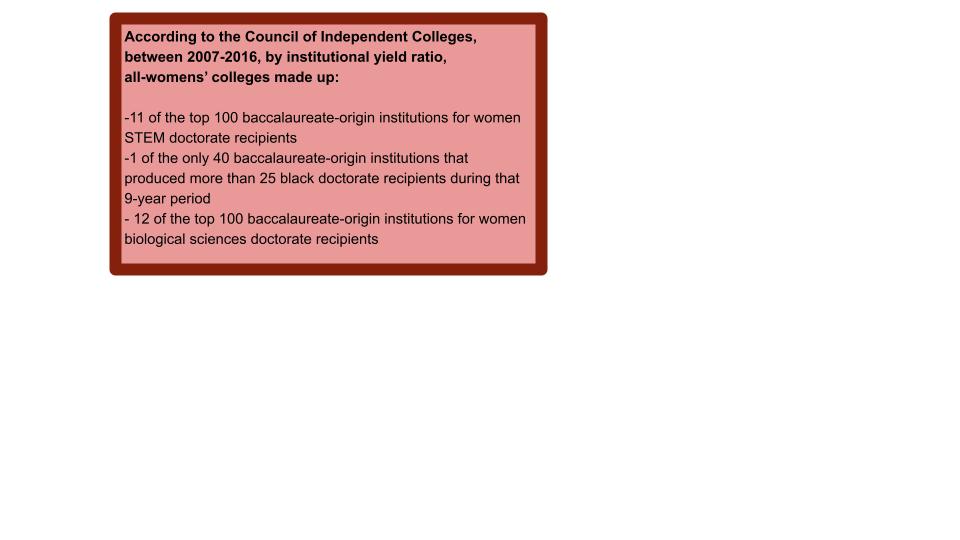 According to the Council of Independent Colleges,
between 2007-2016, by institutional yield ratio,
all-womens’ colleges made up:
-11 of the top 100 baccalaureate-origin institutions for women
STEM doctorate recipients
-1 of the only 40 baccalaureate-origin institutions that
produced more than 25 black doctorate recipients during that
9-year period
- 12 of the top 100 baccalaureate-origin institutions for women
biological sciences doctorate recipients